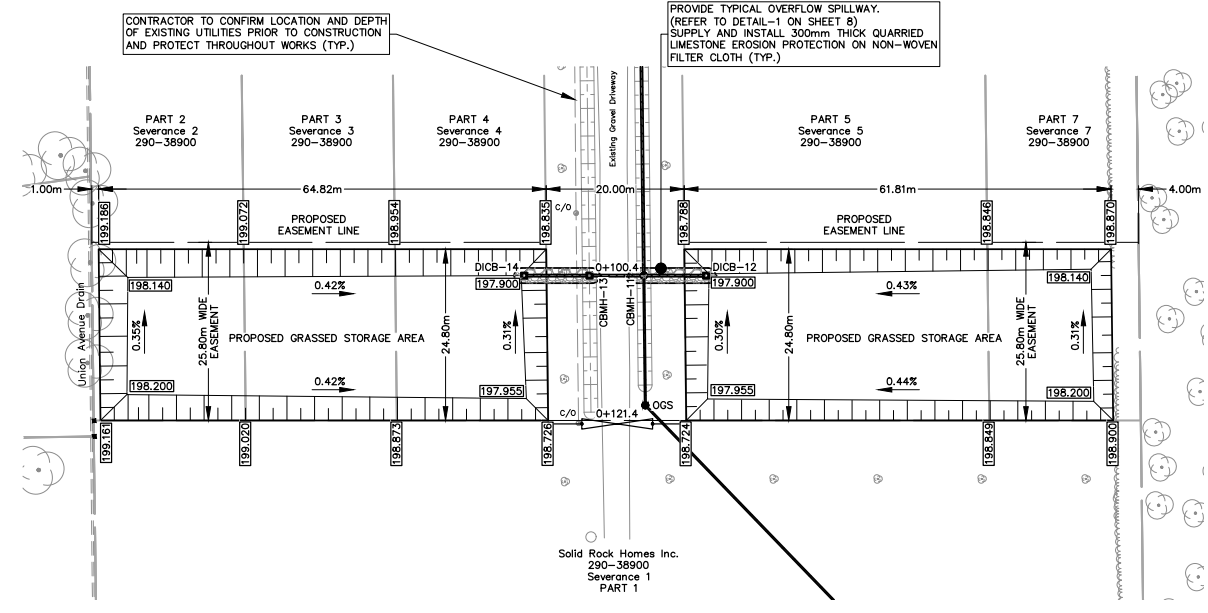 CONTRACTOR TO CONFIRM LOCATION AND DEPTH
OF EXISTING UTILITIES PRIOR TO CONSTRUCTION
AND PROTECT THROUGHOUT WORKS (TYP.)
PROVIDE TYPICAL OVERFLOW SPILLWAY.
(REFER TO DETAIL-1 ON SHEET 8)
SUPPLY AND INSTALL 300mm THICK QUARRIED
LIMESTONE EROSION PROTECTION ON NON-WOVEN
FILTER CLOTH (TYP.)
Existing Gravel Driveway
PART 2
Severance 2
290-38900
PART 3
Severance 3
290-38900
PART 4
Severance 4
290-38900
PART 5
Severance 5
290-38900
PART 7
Severance 7
290-38900
1.00m
64.82m
20.00m
61.81m
4.00m
199.186
199.072
198.954
198.835
198.788
198.846
198.870
c/o
PROPOSED
EASEMENT LINE
PROPOSED
EASEMENT LINE
DICB-14
0+100.4
DICB-12
198.140
0.42%
197.900
CBMH-13
CBMH-11
197.900
0.43%
198.140
Union Avenue Drain
0.35%
25.80m WIDE
EASEMENT
PROPOSED GRASSED STORAGE AREA
24.80m
0.31%
0.30%
24.80m
PROPOSED GRASSED STORAGE AREA
25.80m WIDE
EASEMENT
0.31%
198.200
0.42%
197.955
197.955
0.44%
198.200
c/o
0+121.4
OGS
199.161
199.020
198.873
198.726
198.724
198.849
198.900
Solid Rock Homes Inc.
290-38900
Severance 1
PART 1